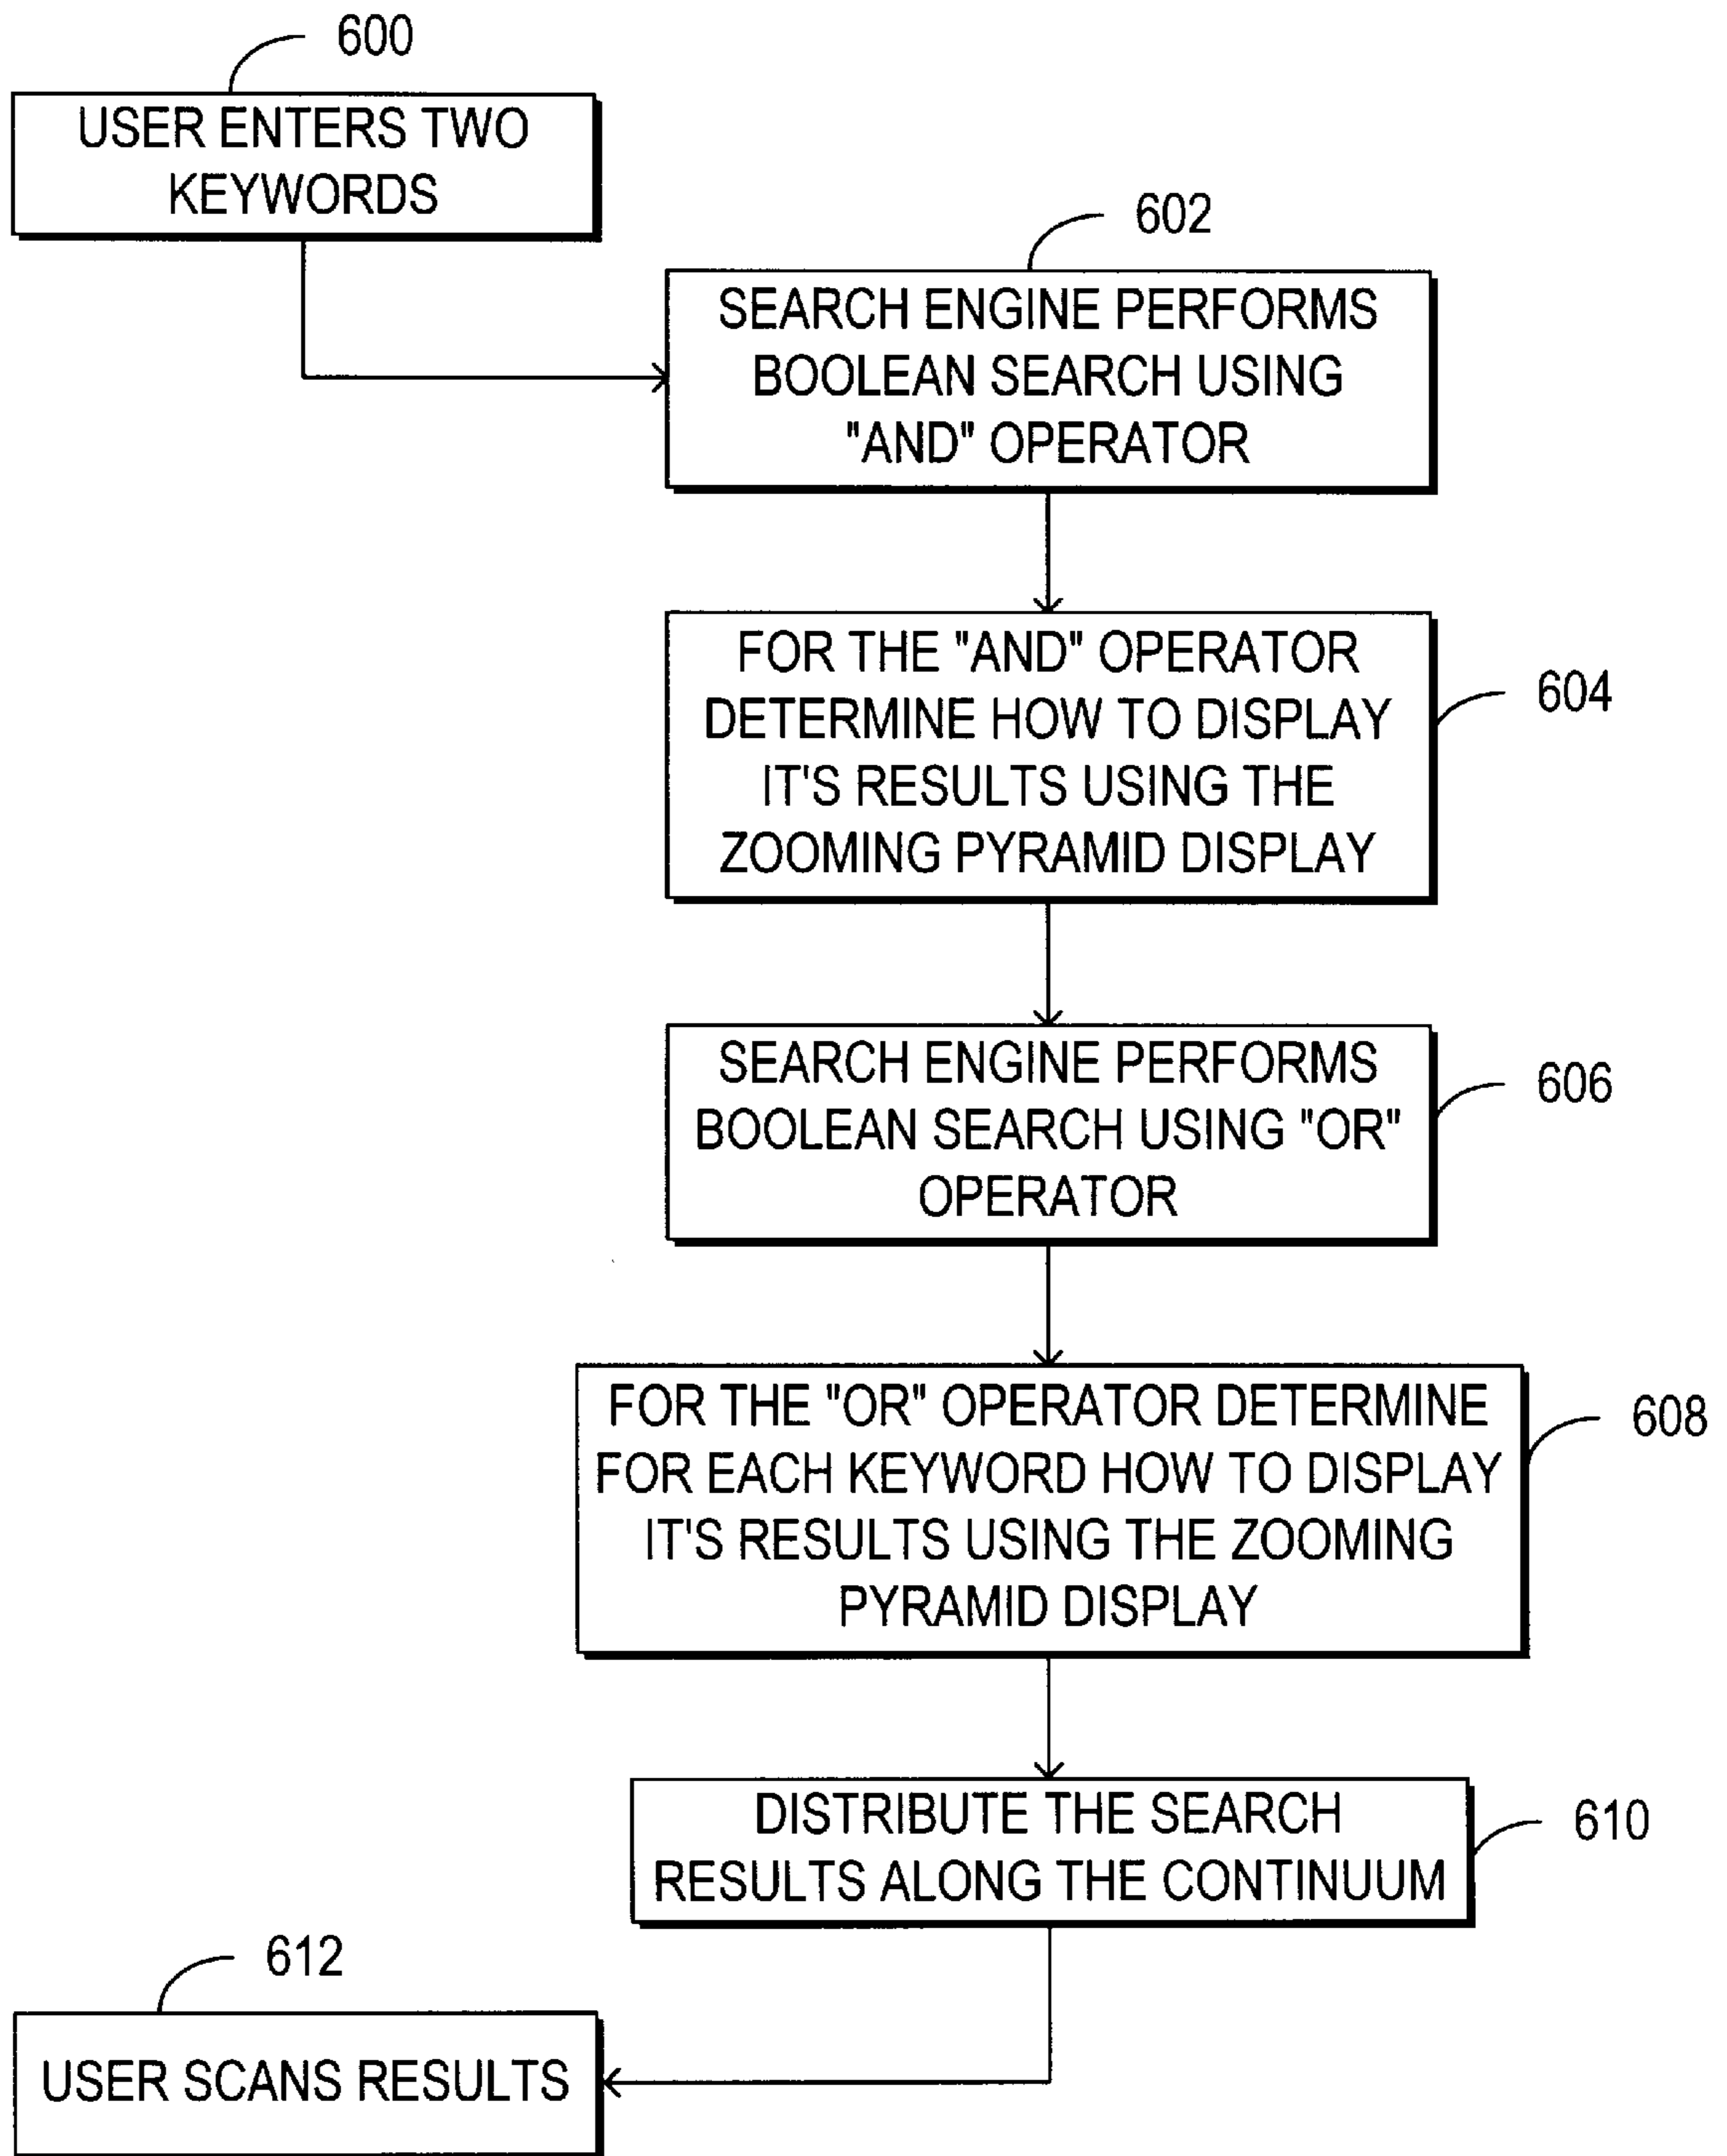 600
USER ENTERS TWO
KEYWORDS
602
SEARCH ENGINE PERFORMS
BOOLEAN SEARCH USING
"AND" OPERATOR
FOR THE "AND" OPERATOR
DETERMINE HOW TO DISPLAY
IT'S RESULTS USING THE
ZOOMING PYRAMID DISPLAY
604
SEARCH ENGINE PERFORMS
BOOLEAN SEARCH USING "OR"
OPERATOR
606
FOR THE "OR" OPERATOR DETERMINE
FOR EACH KEYWORD HOW TO DISPLAY
IT'S RESULTS USING THE ZOOMING
PYRAMID DISPLAY
608
DISTRIBUTE THE SEARCH
RESULTS ALONG THE CONTINUUM
610
612
USER SCANS RESULTS